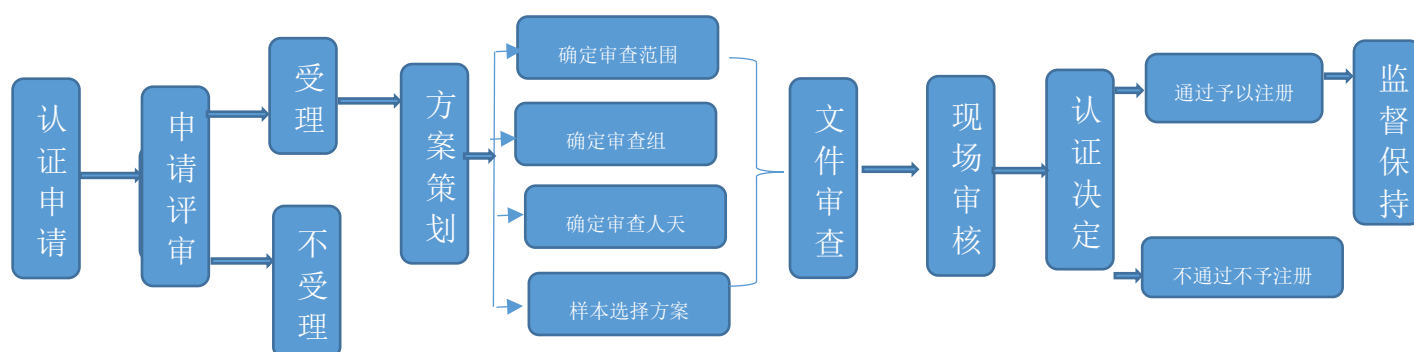 认证申请
申请评审
受理
不受理
方案策划
确定审查范围
确定审查组
确定审查人天
样本选择方案
文件审查
现场审核
认证决定
通过予以注册
不通过不予注册
监督保持